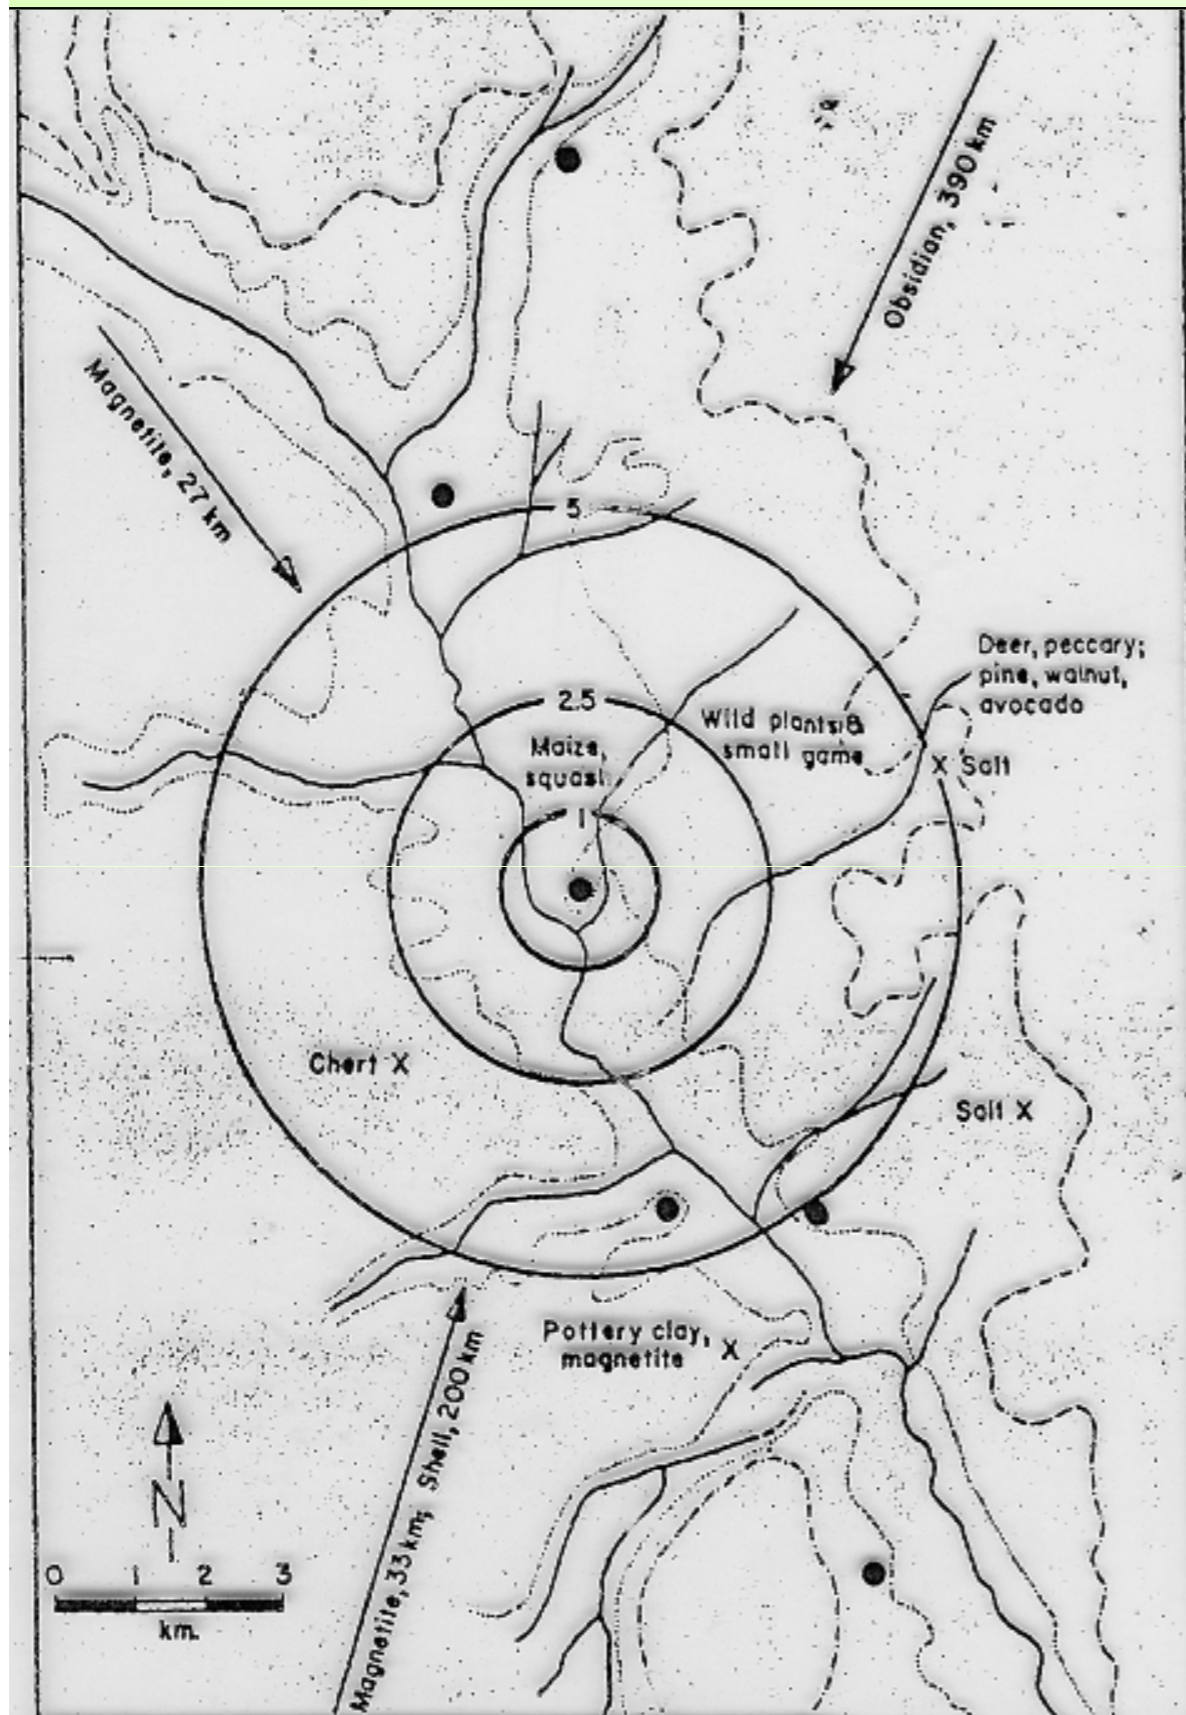 Obsidian, 390 km
Magnetite, 27 km
5
Deer, peccary;
pine, walnut,
avocado
2.5
Wild plants &
small game
Maize,
squash
X Salt
1
Chert X
Salt X
Pottery clay,
magnetite X
Magnetite, 33 km; Shell, 200 km
N
0 1 2 3
km.